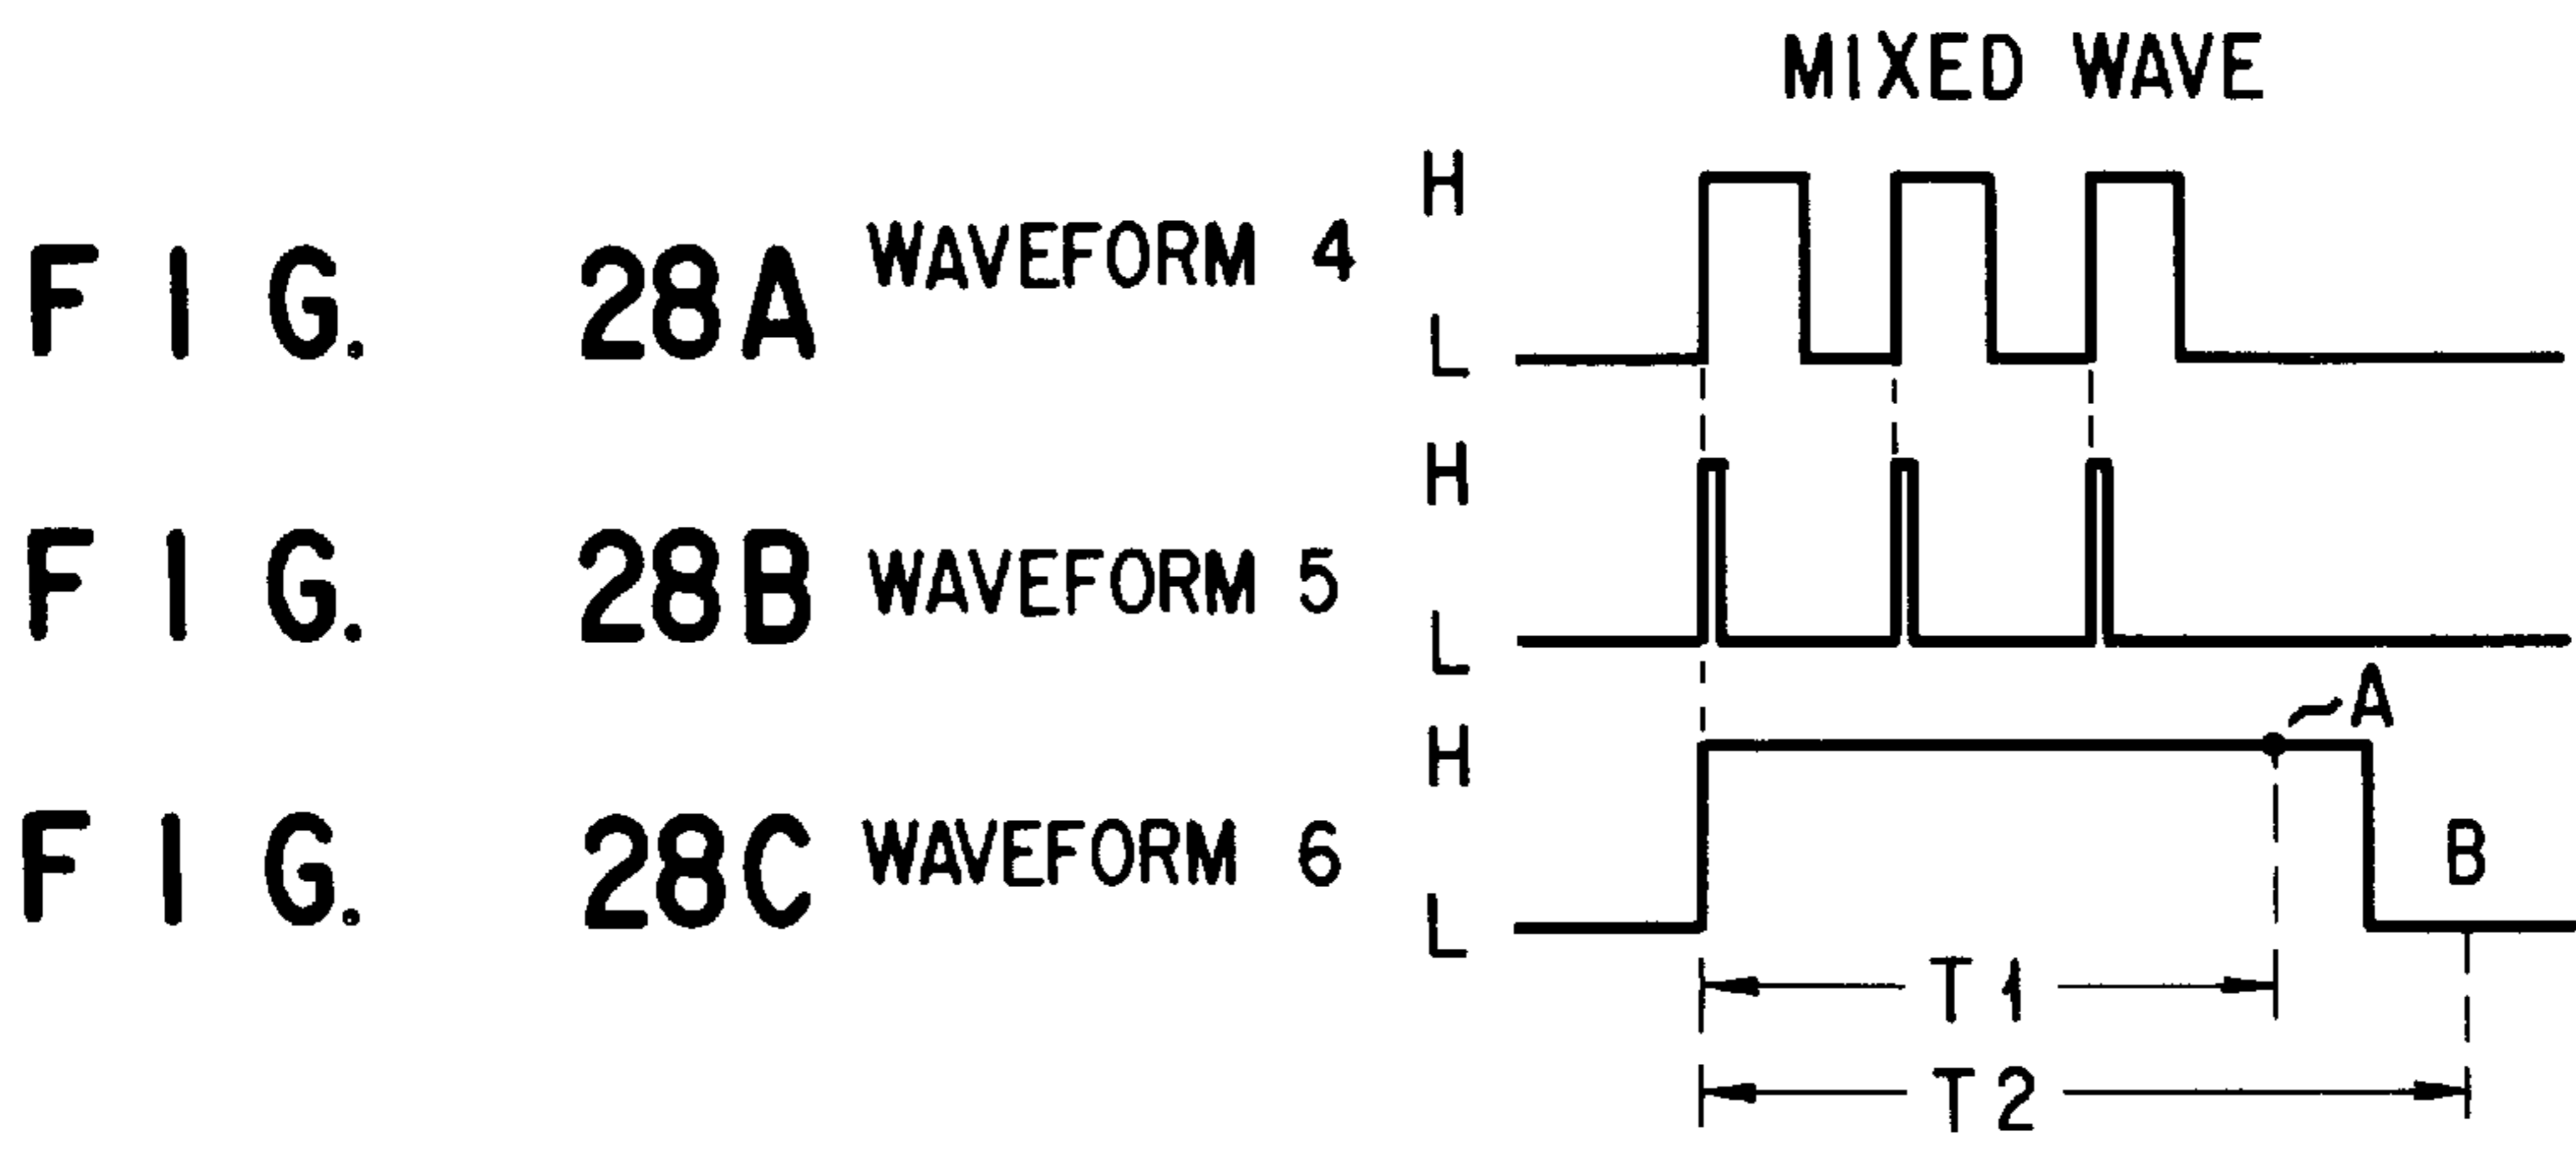 MIXED WAVE
FIG. 28A WAVEFORM 4 H
L
FIG. 28B WAVEFORM 5 H
L
A
FIG. 28C WAVEFORM 6 H
L
B
T1
T2